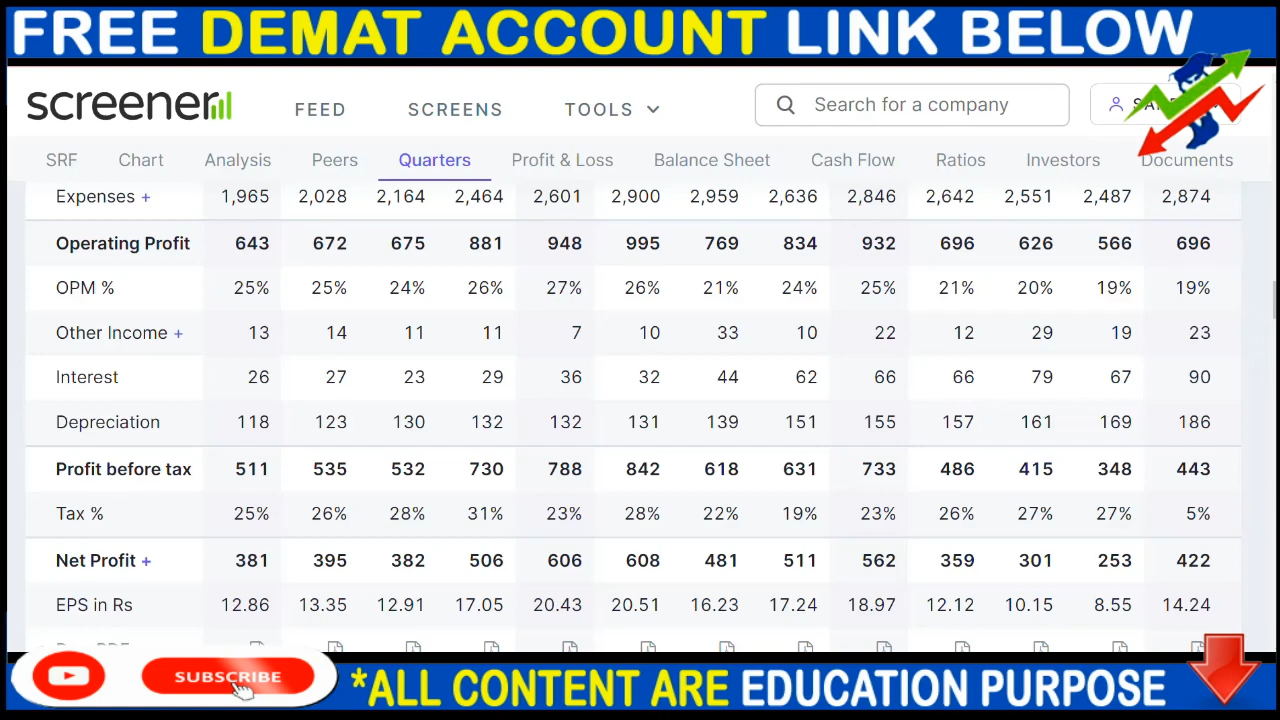 FREE DEMAT ACCOUNT LINK BELOW
screener FEED SCREENS TOOLS Search for a company
SRF Chart Analysis Peers Quarters Profit & Loss Balance Sheet Cash Flow Ratios Investors Documents
Expenses + 1,965 2,028 2,164 2,464 2,601 2,900 2,959 2,636 2,846 2,642 2,551 2,487 2,874
Operating Profit 643 672 675 881 948 995 769 834 932 696 626 566 696
OPM % 25% 25% 24% 26% 27% 26% 21% 24% 25% 21% 20% 19% 19%
Other Income + 13 14 11 11 7 10 33 10 22 12 29 19 23
Interest 26 27 23 29 36 32 44 62 66 66 79 67 90
Depreciation 118 123 130 132 132 131 139 151 155 157 161 169 186
Profit before tax 511 535 532 730 788 842 618 631 733 486 415 348 443
Tax % 25% 26% 28% 31% 23% 28% 22% 19% 23% 26% 27% 27% 5%
Net Profit + 381 395 382 506 606 608 481 511 562 359 301 253 422
EPS in Rs 12.86 13.35 12.91 17.05 20.43 20.51 16.23 17.24 18.97 12.12 10.15 8.55 14.24
SUBSCRIBE
*ALL CONTENT ARE EDUCATION PURPOSE